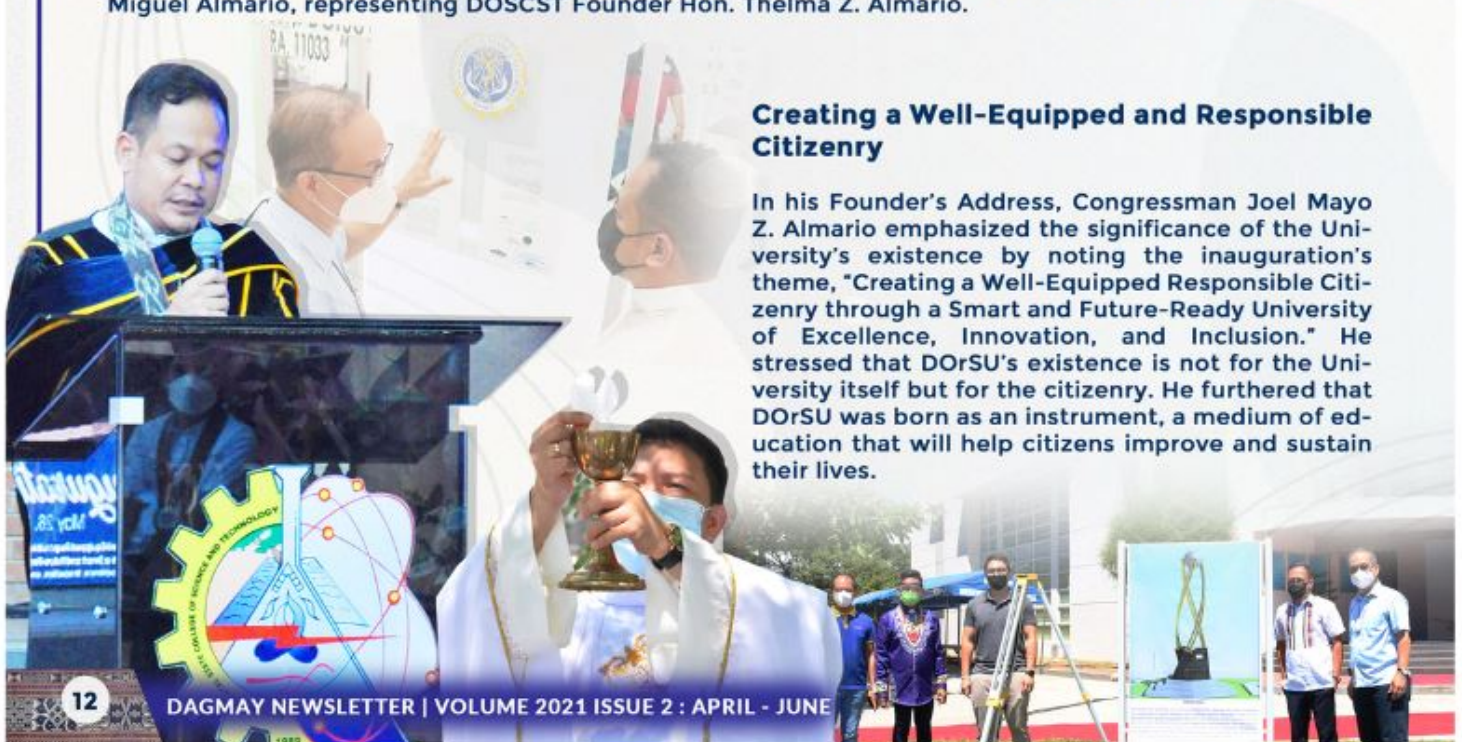 Miguel Almario, representing DOSCST Founder Hon. Thelma Z. Almario.
RA 11033
Creating a Well-Equipped and Responsible
Citizenry
In his Founder's Address, Congressman Joel Mayo
Z. Almario emphasized the significance of the Uni-
versity's existence by noting the inauguration's
theme, "Creating a Well-Equipped Responsible Citi-
zenry through a Smart and Future-Ready University
of Excellence, Innovation, and Inclusion." He
stressed that DOrSU's existence is not for the Uni-
versity itself but for the citizenry. He furthered that
DOrSU was born as an instrument, a medium of ed-
ucation that will help citizens improve and sustain
their lives.
STATE COLLEGE OF SCIENCE AND TECHNOLOGY
May 28,
12
DAGMAY NEWSLETTER | VOLUME 2021 ISSUE 2 : APRIL - JUNE
1989